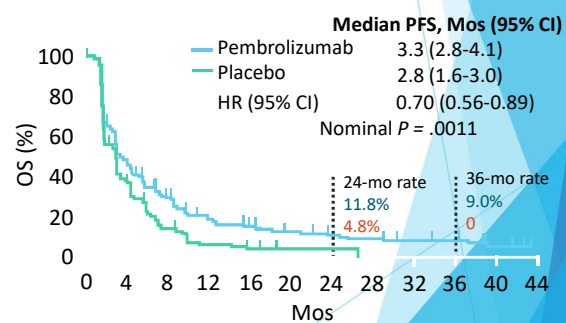 Median PFS, Mos (95% CI)
Pembrolizumab 3.3 (2.8-4.1)
Placebo 2.8 (1.6-3.0)
HR (95% CI) 0.70 (0.56-0.89)
Nominal P = .0011
100
80
60
40
20
0
OS (%)
24-mo rate
11.8%
4.8%
36-mo rate
9.0%
0
0 4 8 12 16 20 24 28 32 36 40 44
Mos